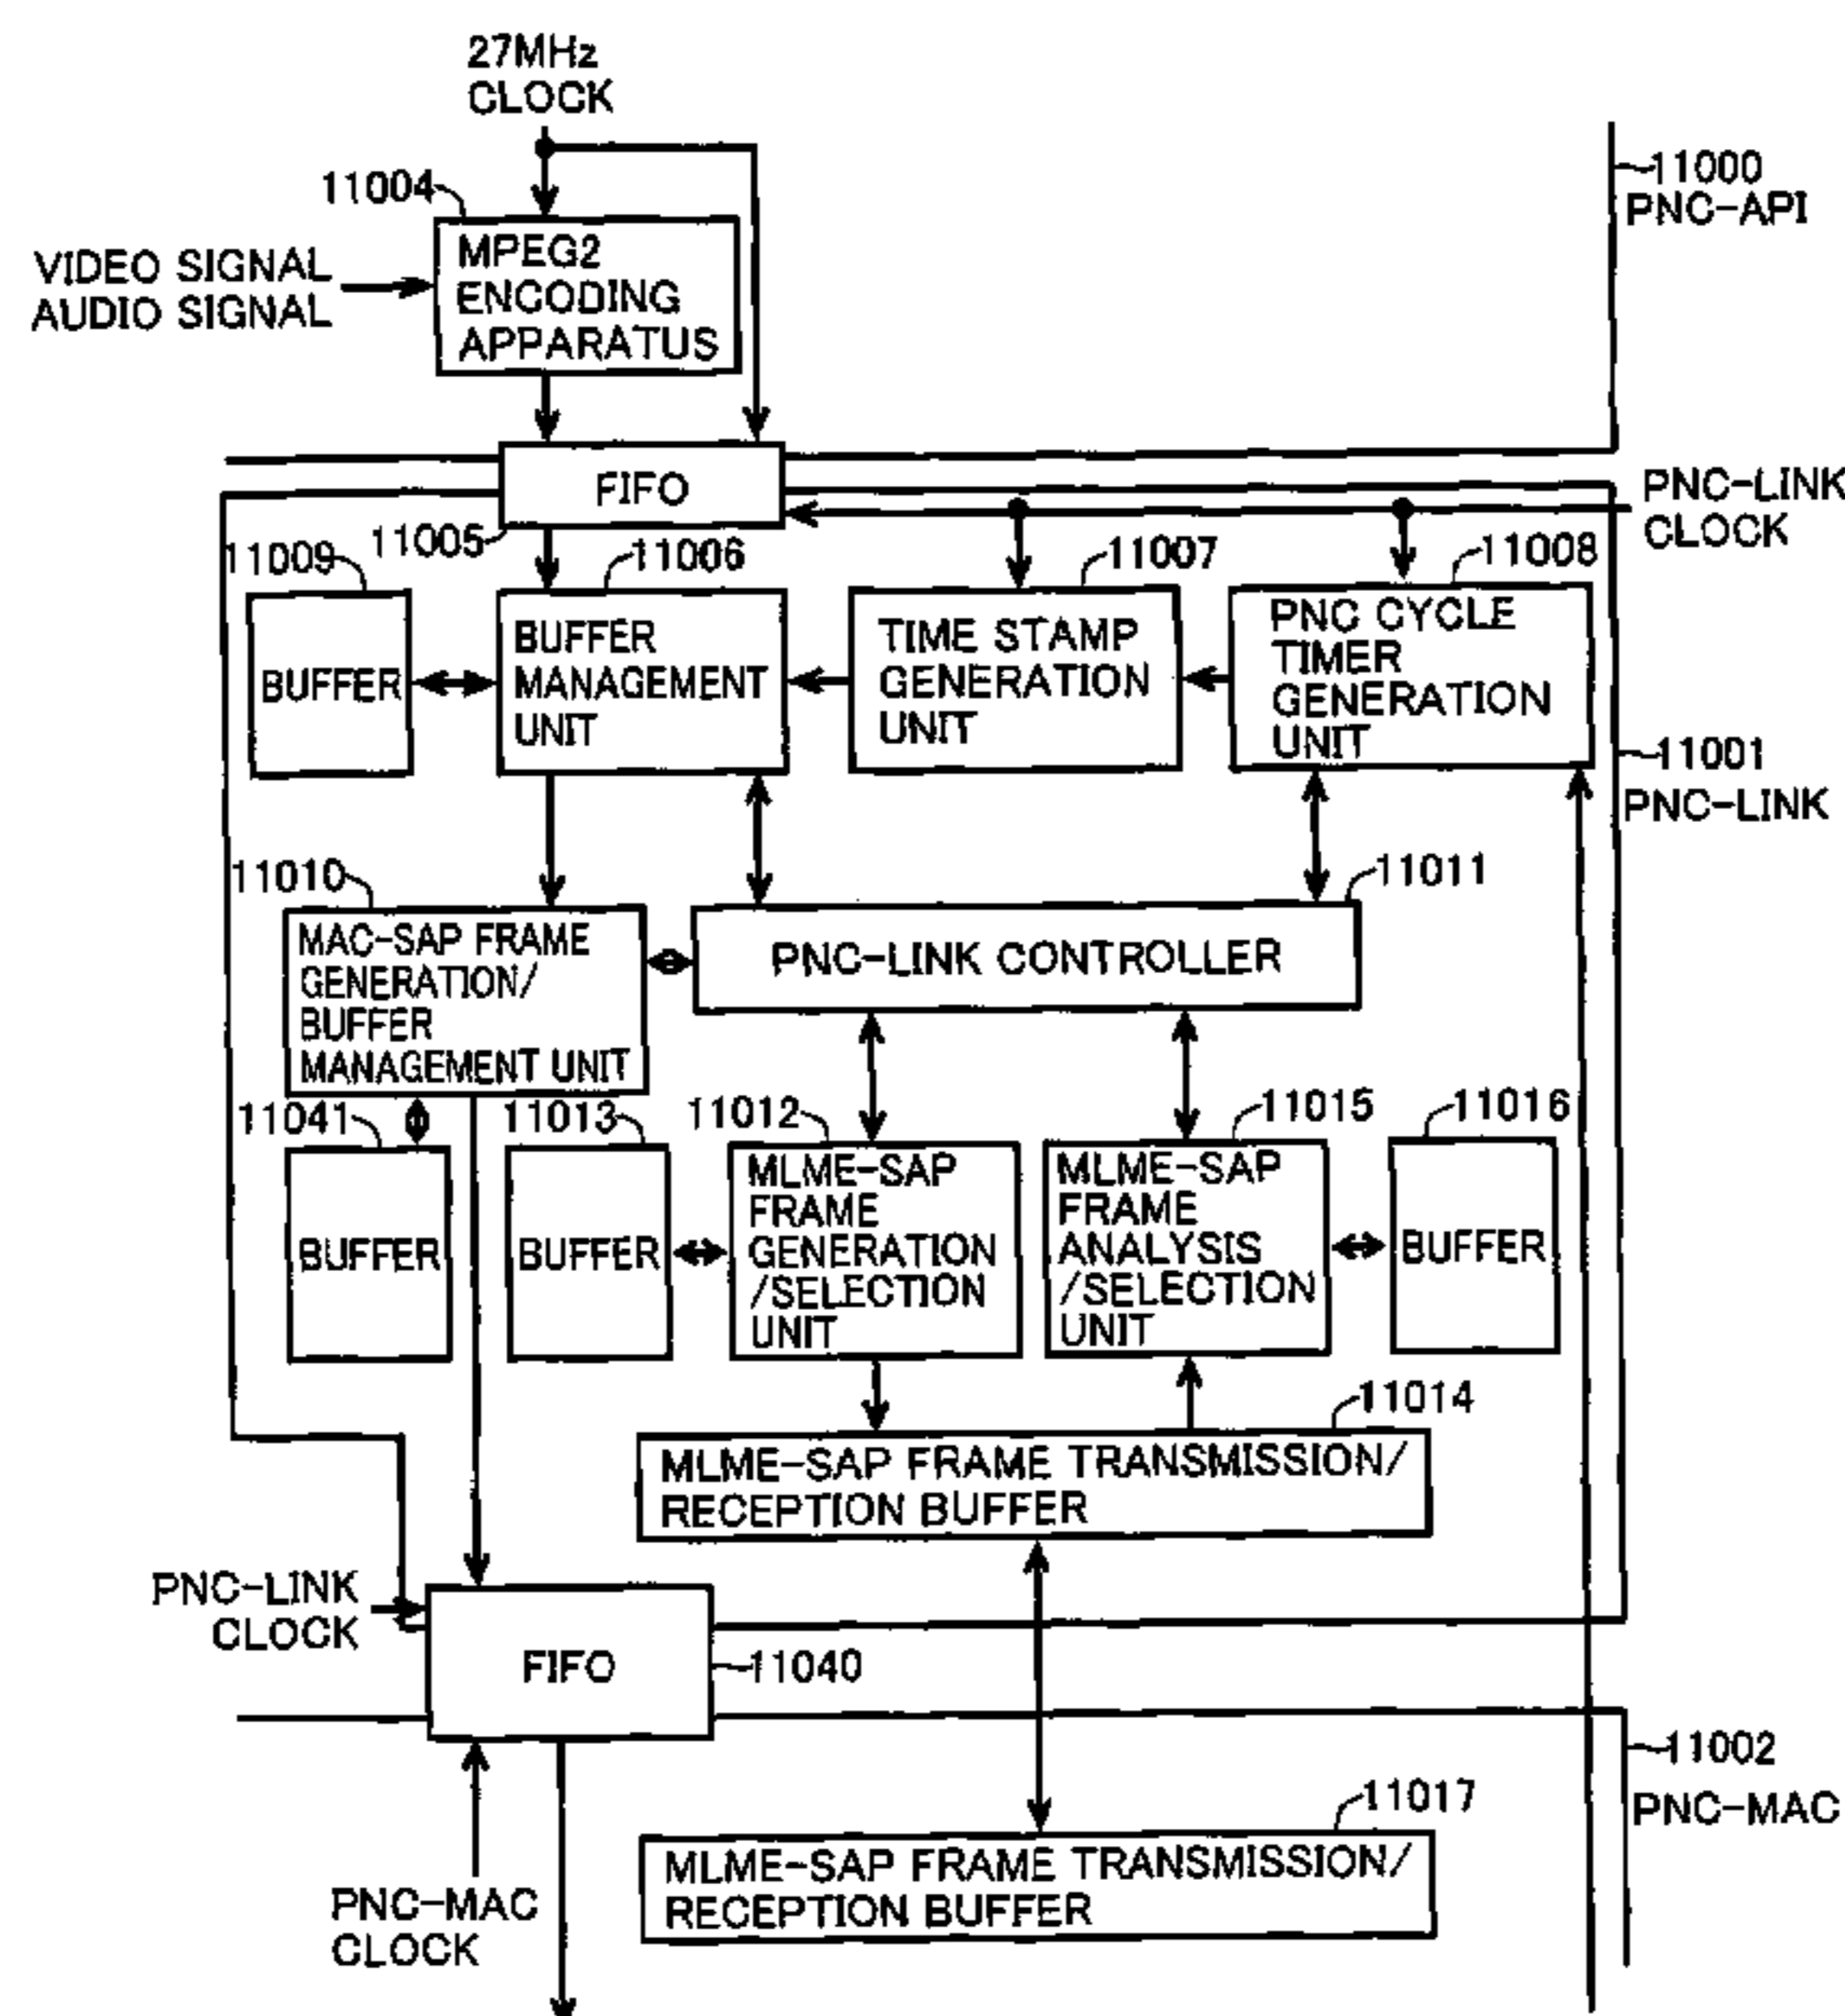 27MHz
CLOCK
11004
11000
PNC-API
VIDEO SIGNAL
AUDIO SIGNAL
MPEG2
ENCODING
APPARATUS
FIFO
PNC-LINK
CLOCK
11005
11009
11006
11007
11008
BUFFER
BUFFER
MANAGEMENT
UNIT
TIME STAMP
GENERATION
UNIT
PNC CYCLE
TIMER
GENERATION
UNIT
11001
PNC-LINK
11010
11011
MAC-SAP FRAME
GENERATION/
BUFFER
MANAGEMENT UNIT
PNC-LINK CONTROLLER
11041
11013
11012
11015
11016
BUFFER
BUFFER
MLME-SAP
FRAME
GENERATION
/SELECTION
UNIT
MLME-SAP
FRAME
ANALYSIS
/SELECTION
UNIT
BUFFER
11014
MLME-SAP FRAME TRANSMISSION/
RECEPTION BUFFER
PNC-LINK
CLOCK
FIFO
11040
11002
PNC-MAC
11017
MLME-SAP FRAME TRANSMISSION/
RECEPTION BUFFER
PNC-MAC
CLOCK